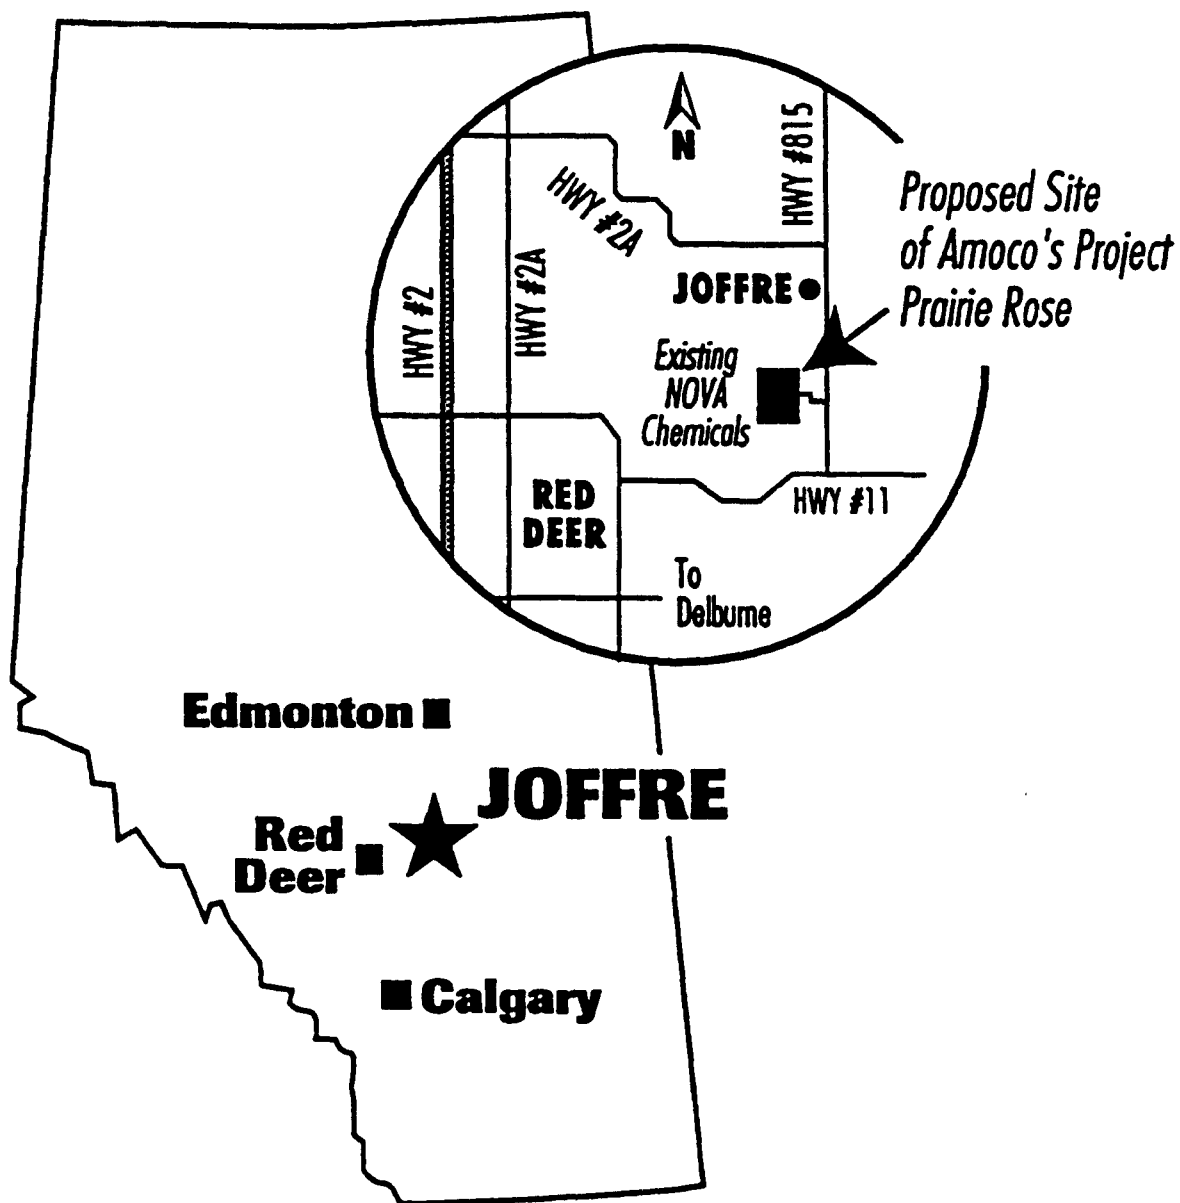 N
HWY #815
HWY #2A
HWY #2
HWY #2A
JOFFRE
Proposed Site
of Amoco's Project
Prairie Rose
Existing
NOVA
Chemicals
RED
DEER
HWY #11
To
Delburne
Edmonton
JOFFRE
Red
Deer
Calgary